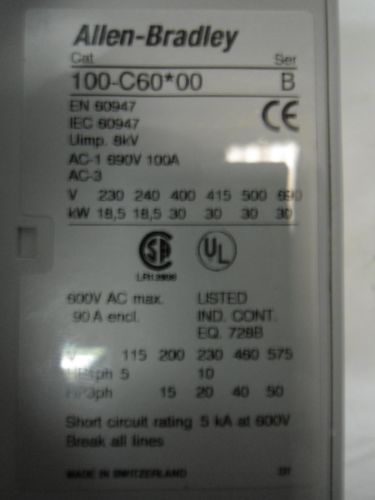 Allen-Bradley
Cat Ser
100-C60*00 B
EN 60947
IEC 60947
Uimp. 8kV
CE
AC-1 690V 100A
AC-3
V 230 240 400 415 500 690
kW 18,5 18,5 30 30 30 30
SA UL
600V AC max. LISTED
90 A encl. IND. CONT.
EQ. 728B
V 115 200 230 460 575
HP1ph 5 10
HP3ph 15 20 40 50
Short circuit rating 5 kA at 600V
Break all lines
MADE IN SWITZERLAND